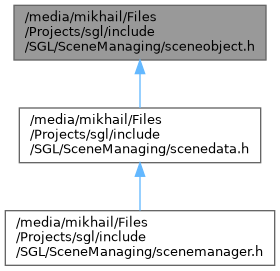 /media/mikhail/Files
/Projects/sgl/include
/SGL/SceneManaging/sceneobject.h
/media/mikhail/Files
/Projects/sgl/include
/SGL/SceneManaging/scenedata.h
/media/mikhail/Files
/Projects/sgl/include
/SGL/SceneManaging/scenemanager.h